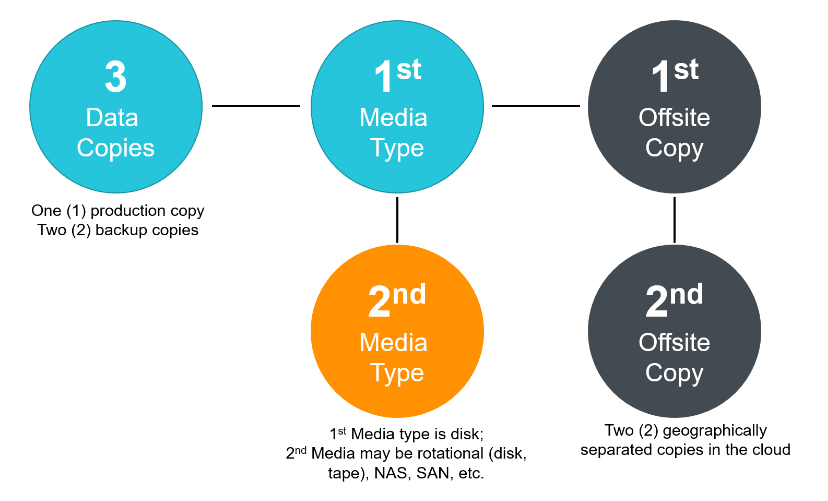 3
Data
Copies
One (1) production copy
Two (2) backup copies
1st
Media
Type
2nd
Media
Type
1st Media type is disk;
2nd Media may be rotational (disk,
tape), NAS, SAN, etc.
1st
Offsite
Copy
2nd
Offsite
Copy
Two (2) geographically
separated copies in the cloud